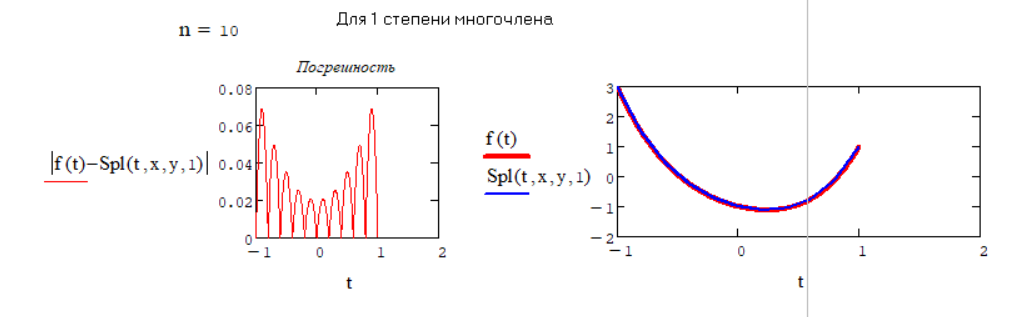 Для 1 степени многочлена
n = 10
Погрешность
0.08
0.06
0.04
0.02
0
|f(t)−Spl(t,x,y,1)|
−1 0 1 2
t
f(t)
Spl(t,x,y,1)
3
2
1
0
−1
−2
−1 0 1 2
t